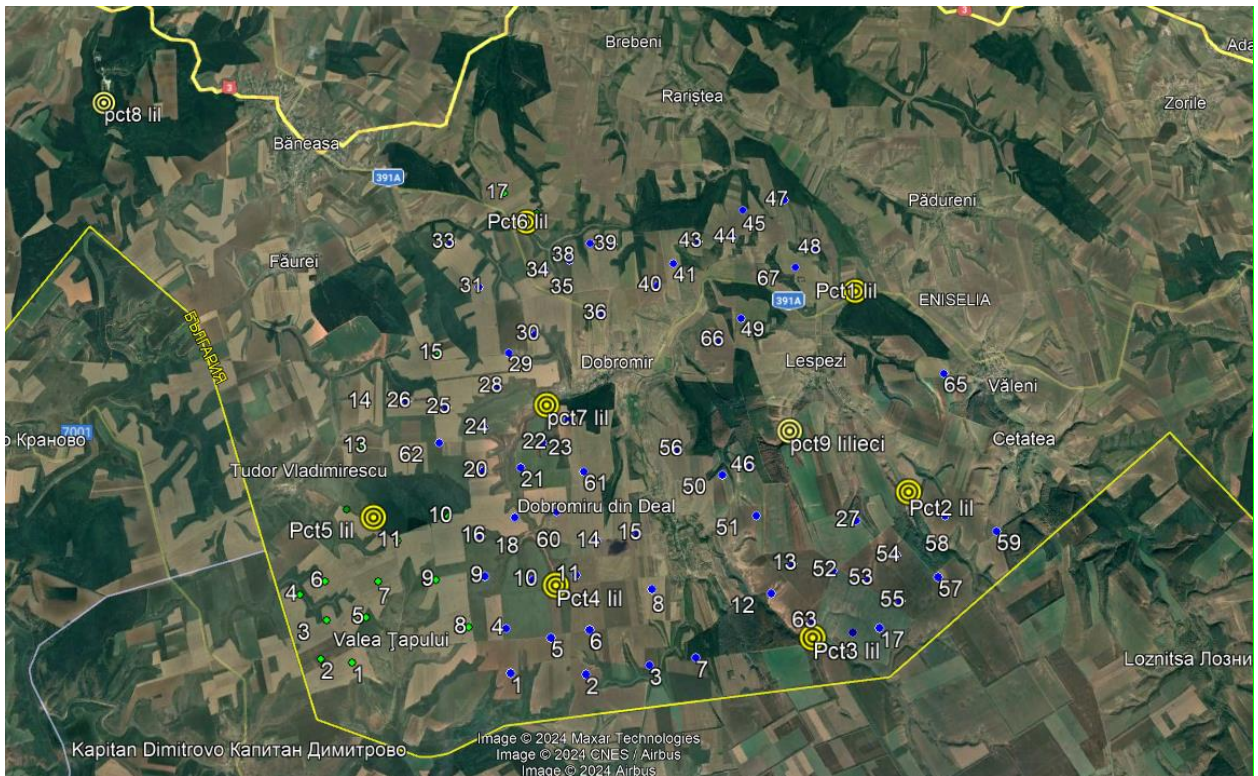 3
Brebeni
Ada
3
Rariștea
Zorile
pct8 lil
Băneasa
391A
17
47
Pădureni
Pct6 lil
45
33
38
39
43
44
48
Făurei
34
31
35
40
41
67
Pct1 lil
391A
ENISELIA
36
БЪЛГАРИЯ
30
49
66
15
29
Dobromir
Lespezi
28
65
Văleni
14
26
25
pct7 lil
24
7001
о Краново
pct9 lilieci
Cetatea
13
62
22
23
56
Tudor Vladimirescu
20
21
61
46
50
Pct2 lil
Dobromiru din Deal
10
Pct5 lil
11
16
18
60
14
15
51
27
58
59
54
4
6
9
9
10
11
13
52
53
57
7
Pct4 lil
8
12
55
3
5
Valea Țapului
8
4
5
6
63
Pct3 lil
17
2
1
1
2
3
7
Loznitsa Лозни
Kapitan Dimitrovo Капитан Димитрово
Image © 2024 Maxar Technologies
Image © 2024 CNES / Airbus
Image © 2024 Airbus